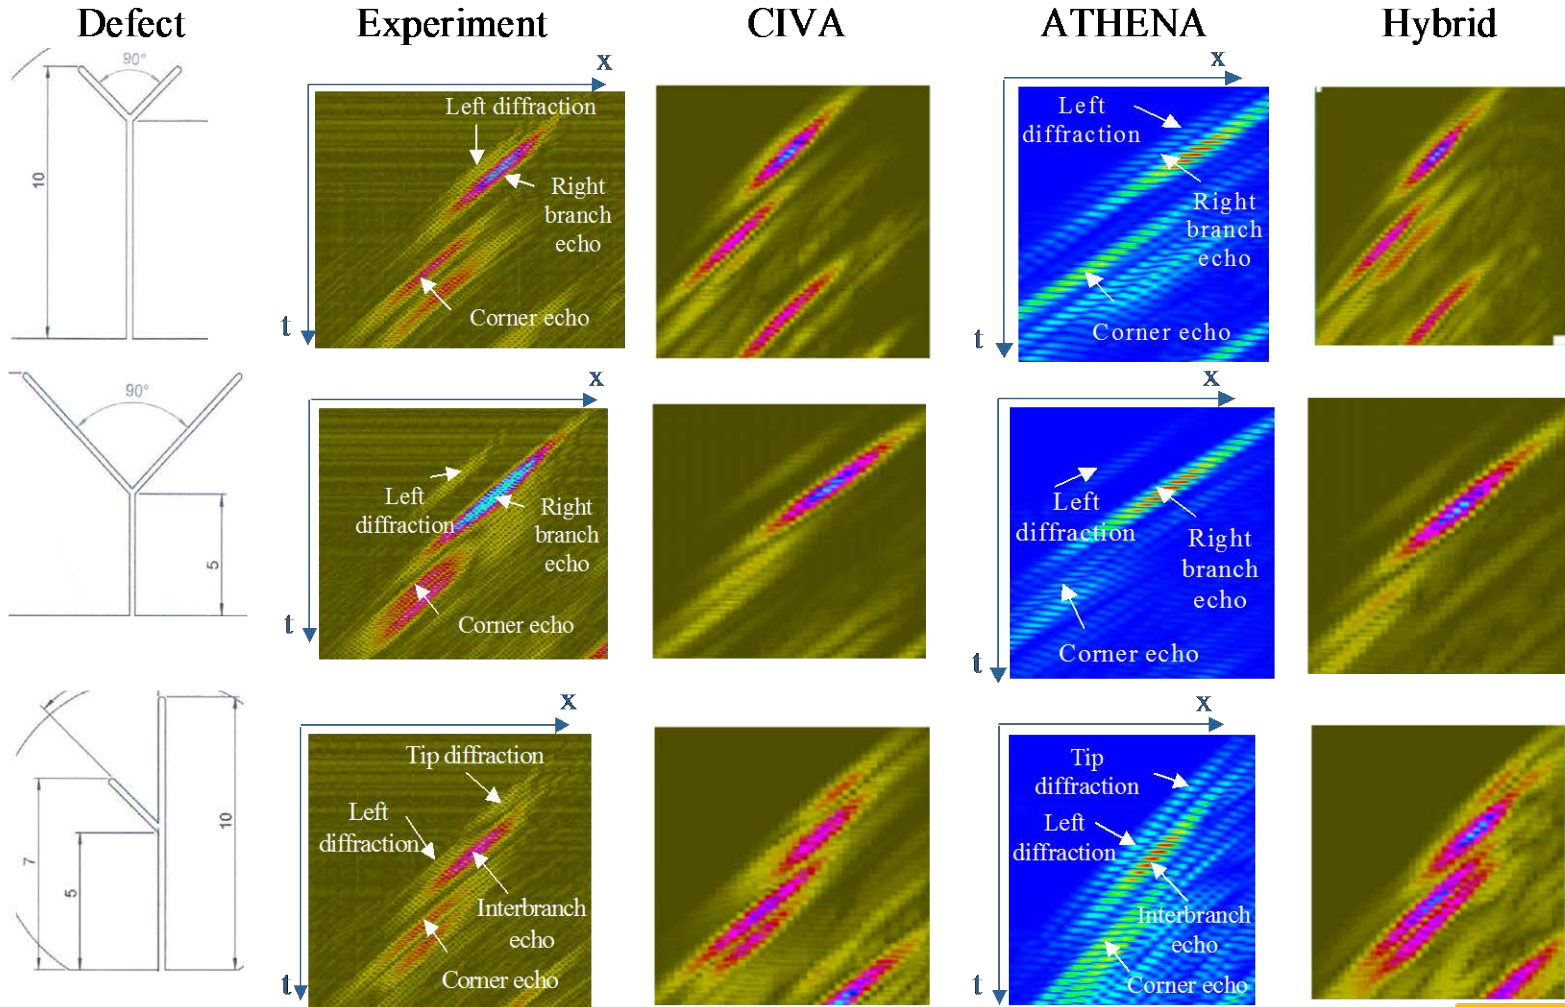 Defect Experiment CIVA ATHENA Hybrid
90°
10
x
t
Left diffraction
Right
branch
echo
Corner echo
x
t
Left
diffraction
Right
branch
echo
Corner echo
90°
5
x
t
Left
diffraction
Right
branch
echo
Corner echo
x
t
Left
diffraction
Right
branch
echo
Corner echo
7
5
10
x
t
Tip diffraction
Left
diffraction
Interbranch
echo
Corner echo
x
t
Tip
diffraction
Left
diffraction
Interbranch
echo
Corner echo